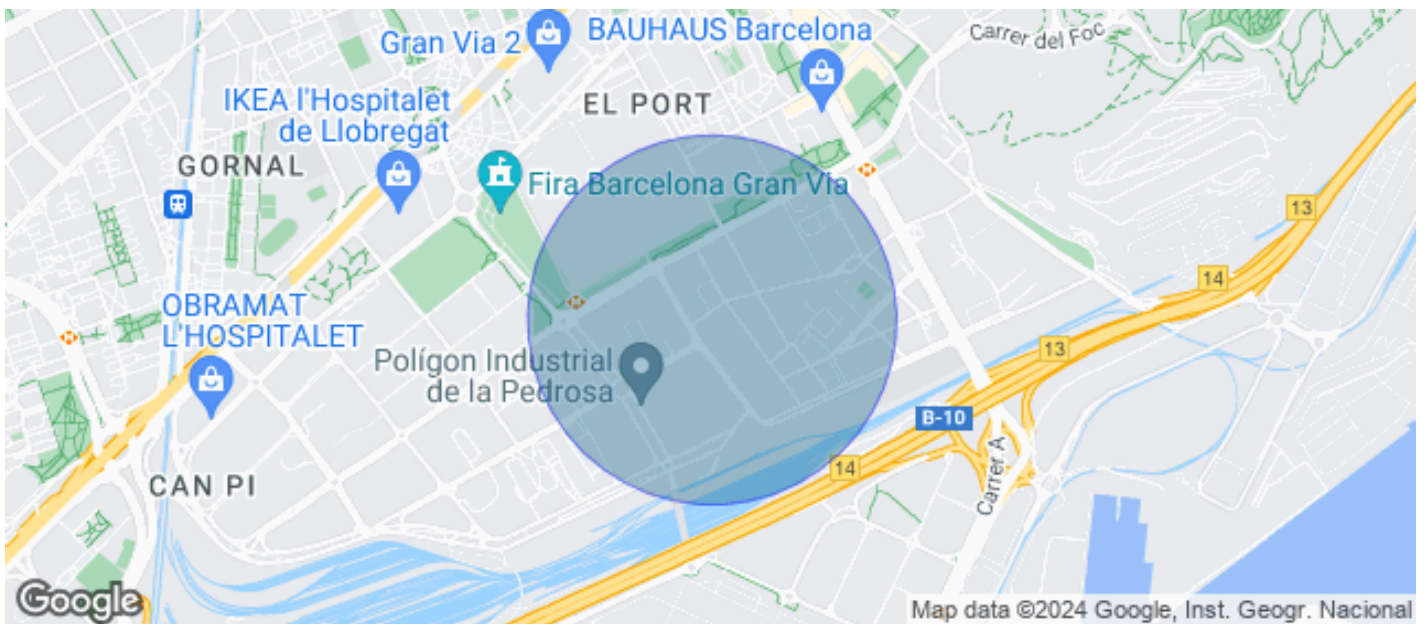 Gran Via 2
BAUHAUS Barcelona
Carrer del Foc
IKEA l'Hospitalet
de Llobregat
EL PORT
GORNAL
Fira Barcelona Gran Via
13
14
OBRAMAT
L'HOSPITALET
13
Polígon Industrial
de la Pedrosa
B-10
14
Carrer A
CAN PI
Google
Map data ©2024 Google, Inst. Geogr. Nacional